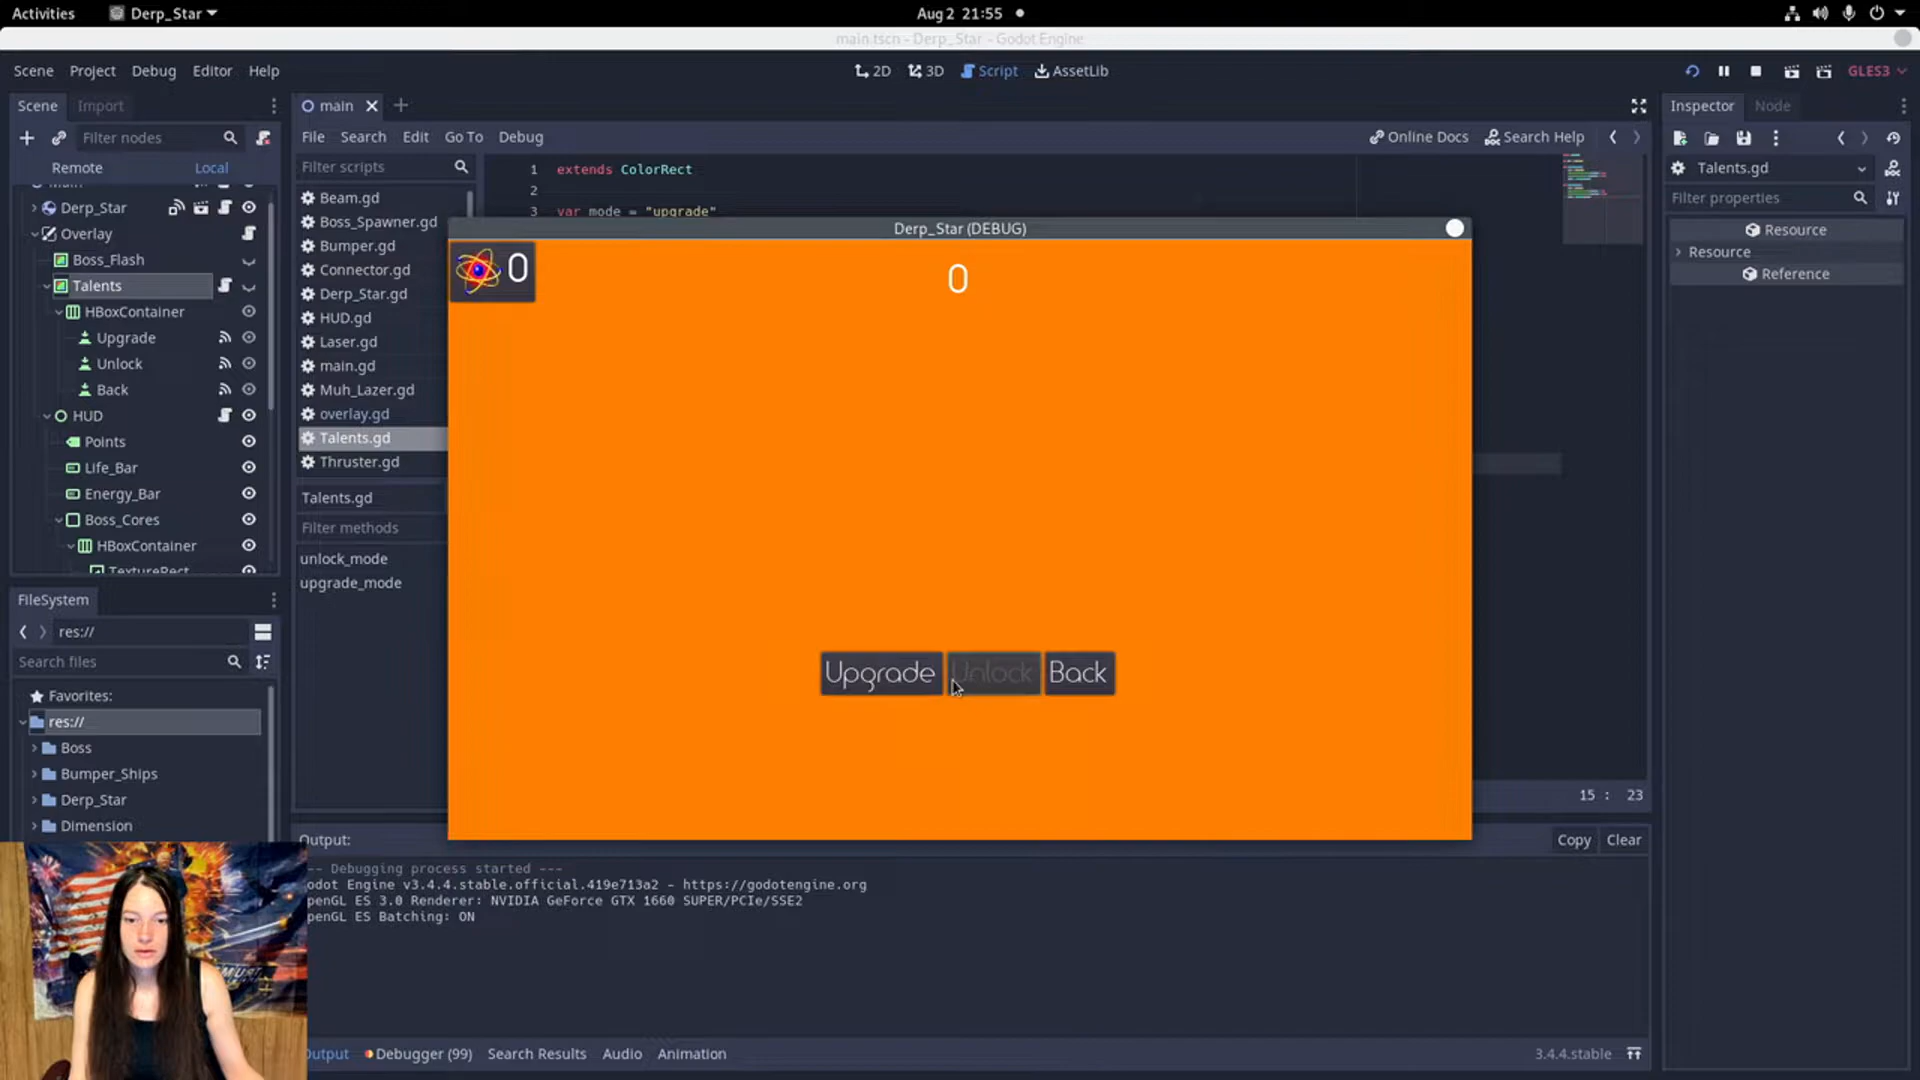 Activities
Derp_Star
Aug 2 21:55
main.tscn - Derp_Star - Godot Engine
Scene Project Debug Editor Help
2D 3D Script AssetLib
GLES3
Scene Import
Filter nodes
Remote Local
Derp_Star
Overlay
Boss_Flash
Talents
HBoxContainer
Upgrade
Unlock
Back
HUD
Points
Life_Bar
Energy_Bar
Boss_Cores
HBoxContainer
TextureRect
FileSystem
res://
Search files
Favorites:
res://
Boss
Bumper_Ships
Derp_Star
Dimension
main
File Search Edit Go To Debug
Online Docs Search Help
Filter scripts
Beam.gd
Boss_Spawner.gd
Bumper.gd
Connector.gd
Derp_Star.gd
HUD.gd
Laser.gd
main.gd
Muh_Lazer.gd
overlay.gd
Talents.gd
Thruster.gd
Talents.gd
Filter methods
unlock_mode
upgrade_mode
1 extends ColorRect
2
3 var mode = "upgrade"
Derp_Star (DEBUG)
0
0
Upgrade Unlock Back
15 : 23
Output:
Copy Clear
-- Debugging process started ---
odot Engine v3.4.4.stable.official.419e713a2 - https://godotengine.org
penGL ES 3.0 Renderer: NVIDIA GeForce GTX 1660 SUPER/PCIe/SSE2
penGL ES Batching: ON
Output Debugger (99) Search Results Audio Animation
3.4.4.stable
Inspector Node
Talents.gd
Filter properties
Resource
Resource
Reference